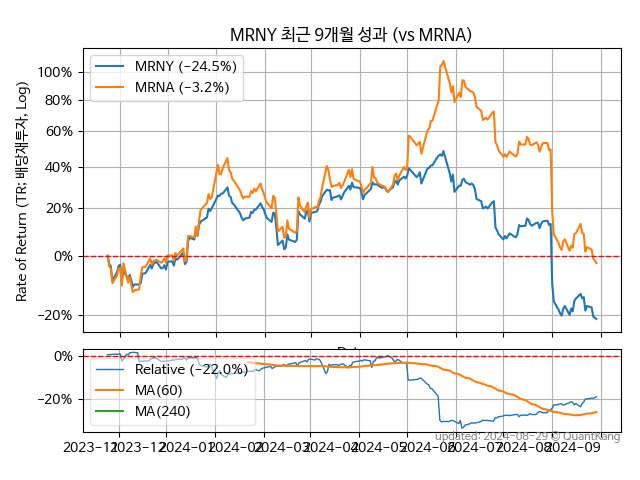 MRNY 최근 9개월 성과 (vs MRNA)
Rate of Return (TR: 배당재투자, Log)
100%
80%
60%
40%
20%
0%
−20%
MRNY (−24.5%)
MRNA (−3.2%)
0%
−20%
Relative (−22.0%)
MA(60)
MA(240)
2023-12 2024-01 2024-02 2024-03 2024-04 2024-05 2024-06 2024-07 2024-08 2024-09
updated: 2024-08-29 © QuantKang